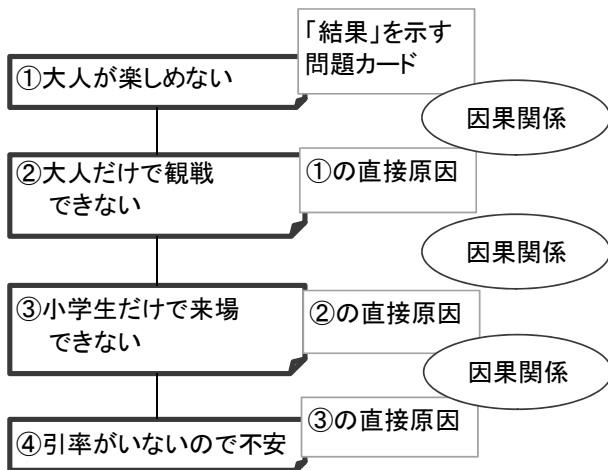 「結果」を示す
問題カード
①大人が楽しめない
因果関係
②大人だけで観戦
できない
①の直接原因
因果関係
③小学生だけで来場
できない
②の直接原因
因果関係
③の直接原因
④引率がいないので不安